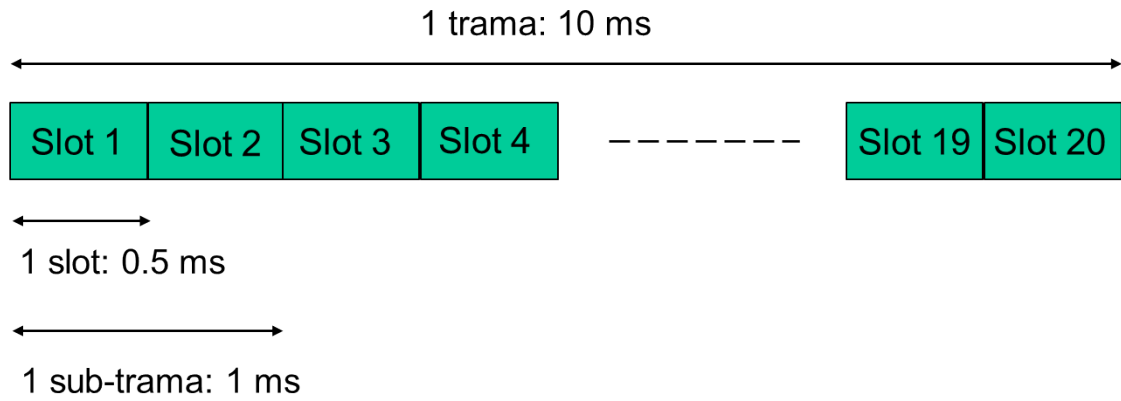 1 trama: 10 ms
Slot 1 Slot 2 Slot 3 Slot 4 Slot 19 Slot 20
1 slot: 0.5 ms
1 sub-trama: 1 ms